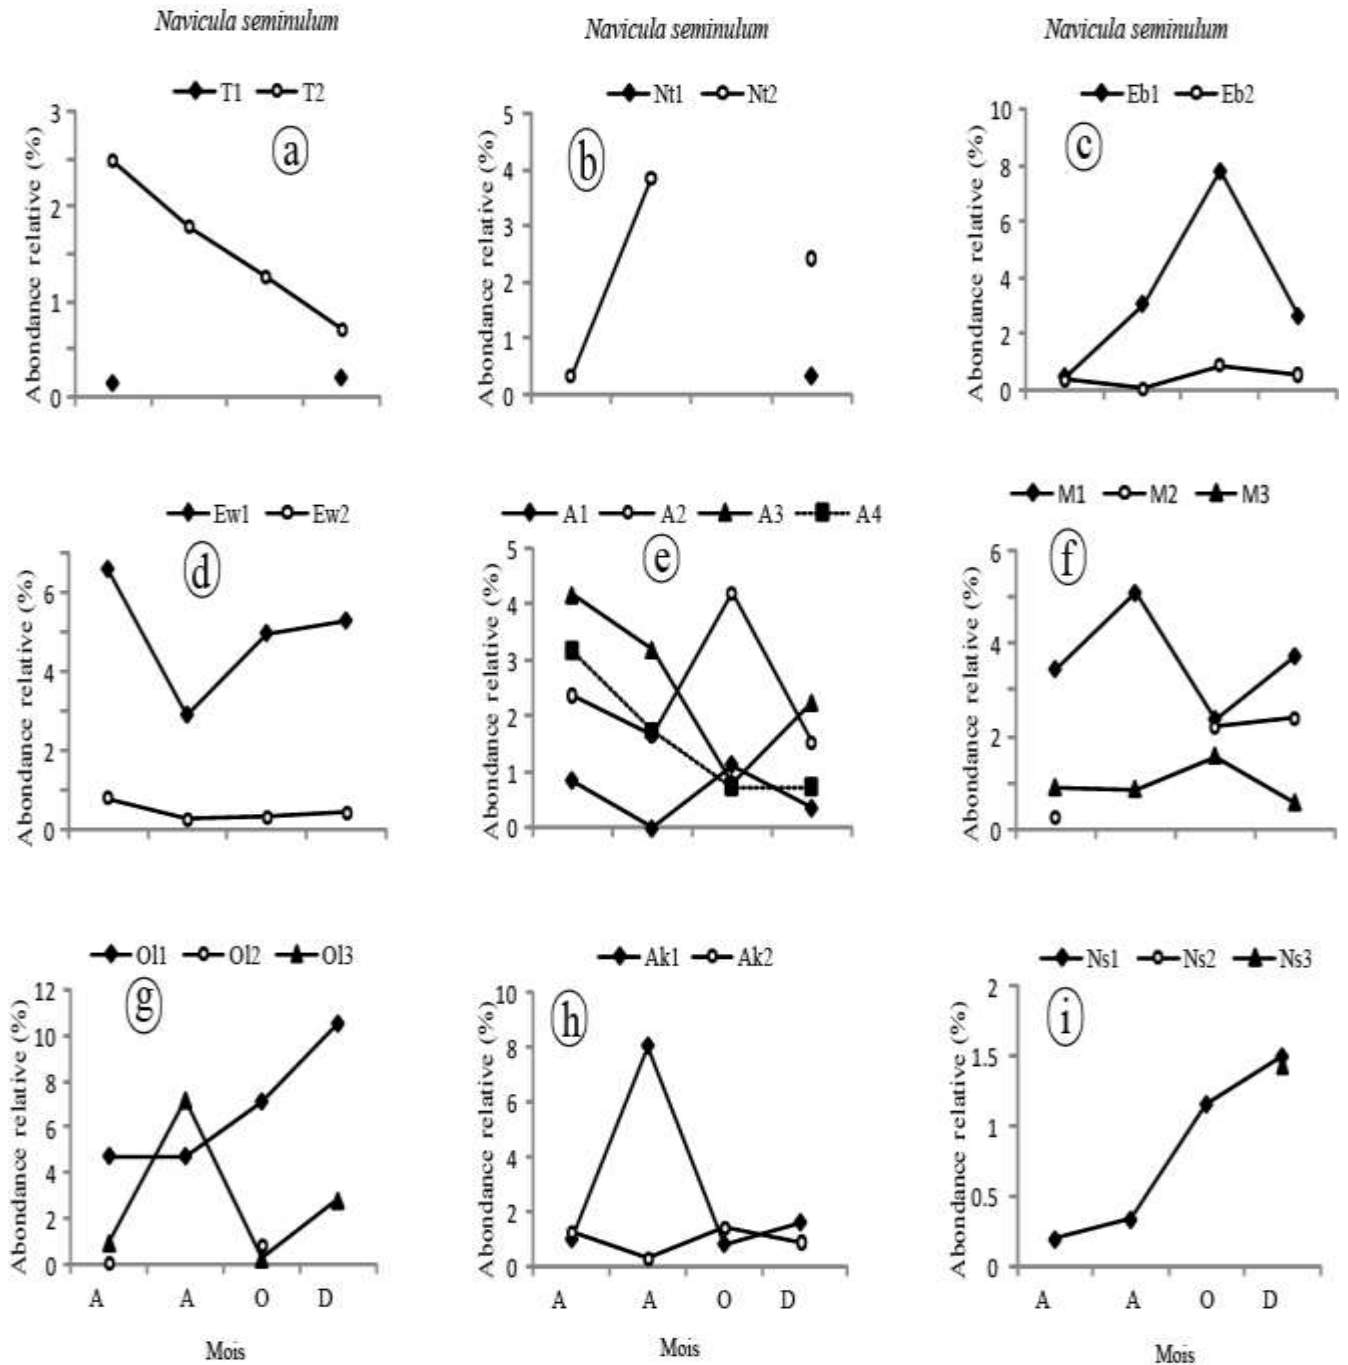 Navicula seminulum
Navicula seminulum
Navicula seminulum
T1 T2
Abondance relative (%)
3
2
2
1
1
0
a
Nt1 Nt2
Abondance relative (%)
5
4
3
2
1
0
b
Eb1 Eb2
Abondance relative (%)
10
8
6
4
2
0
c
Ew1 Ew2
Abondance relative (%)
6
4
2
0
d
A1 A2 A3 A4
Abondance relative (%)
5
4
3
2
1
0
e
M1 M2 M3
Abondance relative (%)
6
4
2
0
f
Ol1 Ol2 Ol3
Abondance relative (%)
12
10
8
6
4
2
0
g
A A O D
Mois
Ak1 Ak2
Abondance relative (%)
10
8
6
4
2
0
h
A A O D
Mois
Ns1 Ns2 Ns3
Abondance relative (%)
2
1.5
1
0.5
0
i
A A O D
Mois